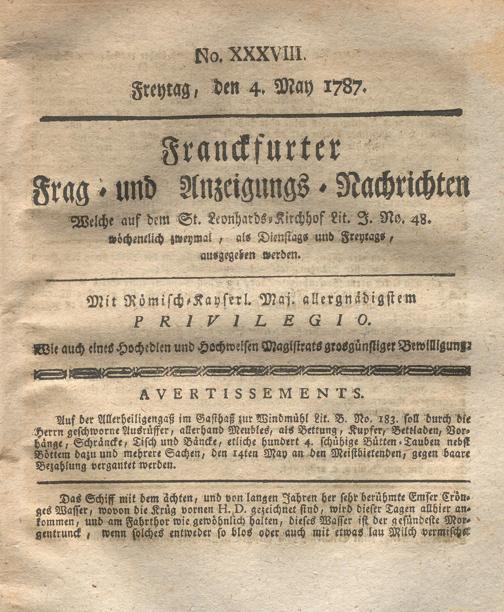 No. XXXVIII.
Freytag, den 4. May 1787.
Franckfurter
Frag- und Anzeigungs-Nachrichten
Welche auf dem St. Leonhards-Kirchhof Lit. J. No. 48.
wöchentlich zweymal, als Dienstags und Freytags,
ausgegeben werden.
Mit Römisch-Kayserl. Maj. allergnädigstem
PRIVILEGIO.
Wie auch eines Hochedlen und Hochweisen Magistrats grosgünstiger Bewilligung.
AVERTISSEMENTS.
Auf der Allerheiligengaß im Gasthaß zur Windmühl Lit. B. No. 183. soll durch die
Herrn geschworne Ausrüffer, allerhand Meubles, als Bettung, Kupfer, Bettladen, Vor-
hänge, Schräncke, Tisch und Bäncke, etliche hundert 4. schühige Bütten-Tauben nebst
Böttem dazu und mehrere Sachen, den 14ten May an den Meistbietenden, gegen baare
Bezahlung vergantet werden.
Das Schiff mit dem ächten, und von langen Jahren her sehr berühmte Emser Crön-
ges Wasser, wovon die Krüg vornen H. D. gezeichnet sind, wird dieser Tagen allhier an-
kommen, und am Fahrthor wie gewöhnlich halten, dieses Wasser ist der gesündeste Mor-
gentrunck, wenn solches entweder so blos oder auch mit etwas lau Milch vermischt